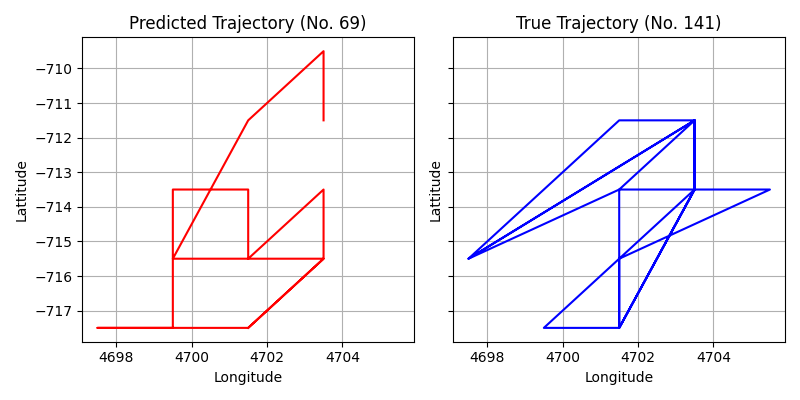 Predicted Trajectory (No. 69)
True Trajectory (No. 141)
−710
−711
−712
−713
−714
−715
−716
−717
Lattitude
Lattitude
4698 4700 4702 4704
4698 4700 4702 4704
Longitude
Longitude